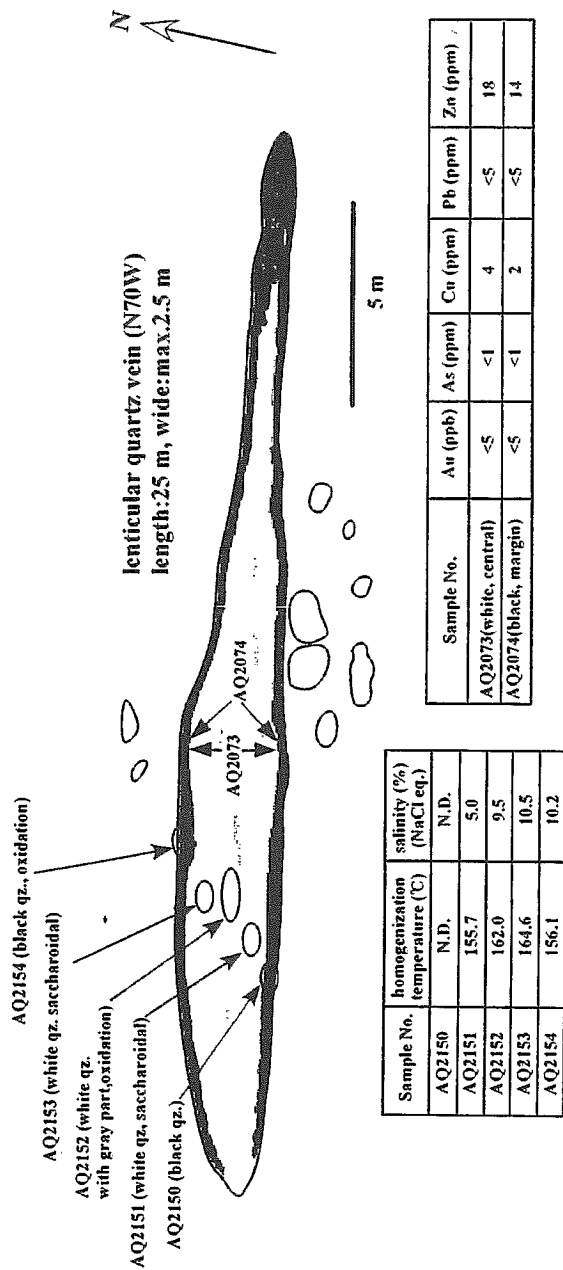 N
lenticular quartz vein (N70W)
length:25 m, wide:max.2.5 m
AQ2154 (black qz., oxidation)
AQ2153 (white qz. saccharoidal)
AQ2152 (white qz.
with gray part,oxidation)
AQ2151 (white qz, saccharoidal)
AQ2150 (black qz.)
AQ2073
AQ2074
5 m
Sample No. homogenization temperature (℃) salinity (%) (NaCl eq.)
AQ2150 N.D. N.D.
AQ2151 155.7 5.0
AQ2152 162.0 9.5
AQ2153 164.6 10.5
AQ2154 156.1 10.2
Sample No. Au (ppb) As (ppm) Cu (ppm) Pb (ppm) Zn (ppm)
AQ2073(white, central) <5 <1 4 <5 18
AQ2074(black, margin) <5 <1 2 <5 14